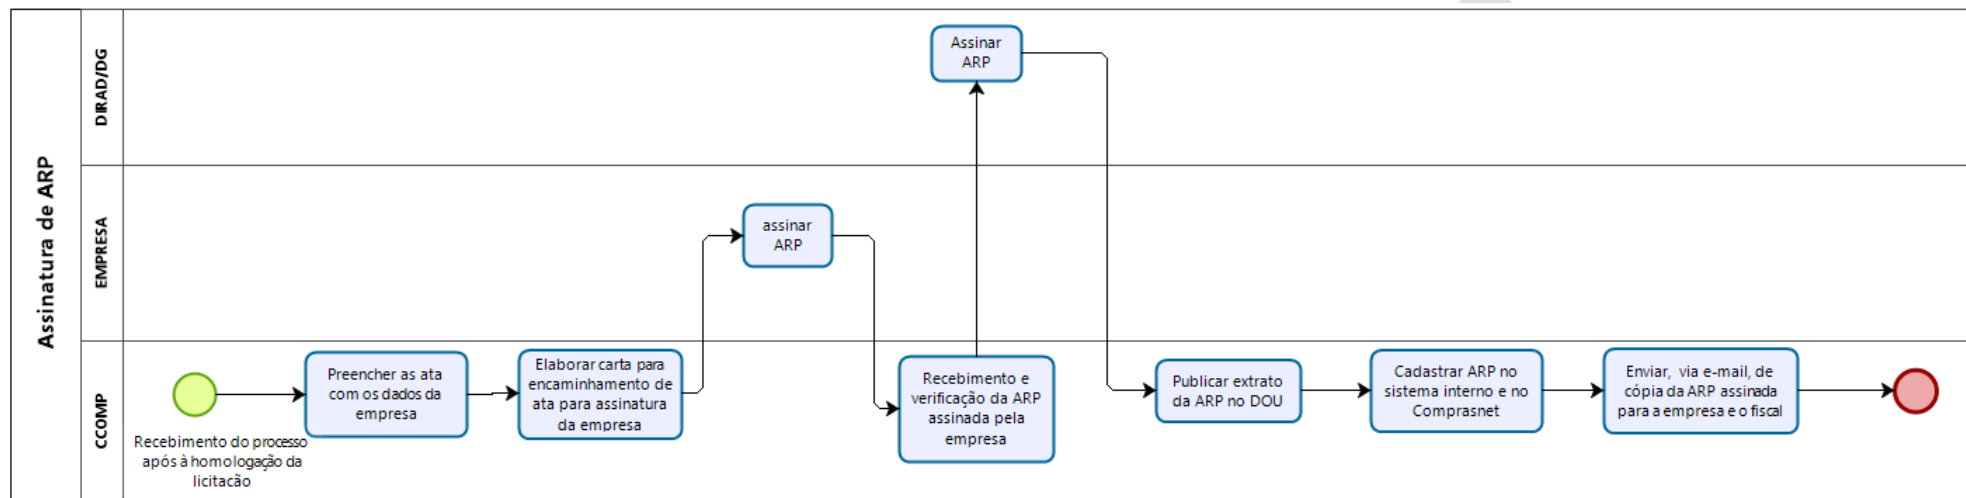 Assinatura de ARP
DIRAD/DG
Assinar
ARP
EMPRESA
assinar
ARP
CCOMP
Recebimento do processo
após à homologação da
licitacão
Preencher as ata
com os dados da
empresa
Elaborar carta para
encaminhamento de
ata para assinatura
da empresa
Recebimento e
verificação da ARP
assinada pela
empresa
Publicar extrato
da ARP no DOU
Cadastrar ARP no
sistema interno e no
Comprasnet
Enviar, via e-mail, de
cópia da ARP assinada
para a empresa e o fiscal